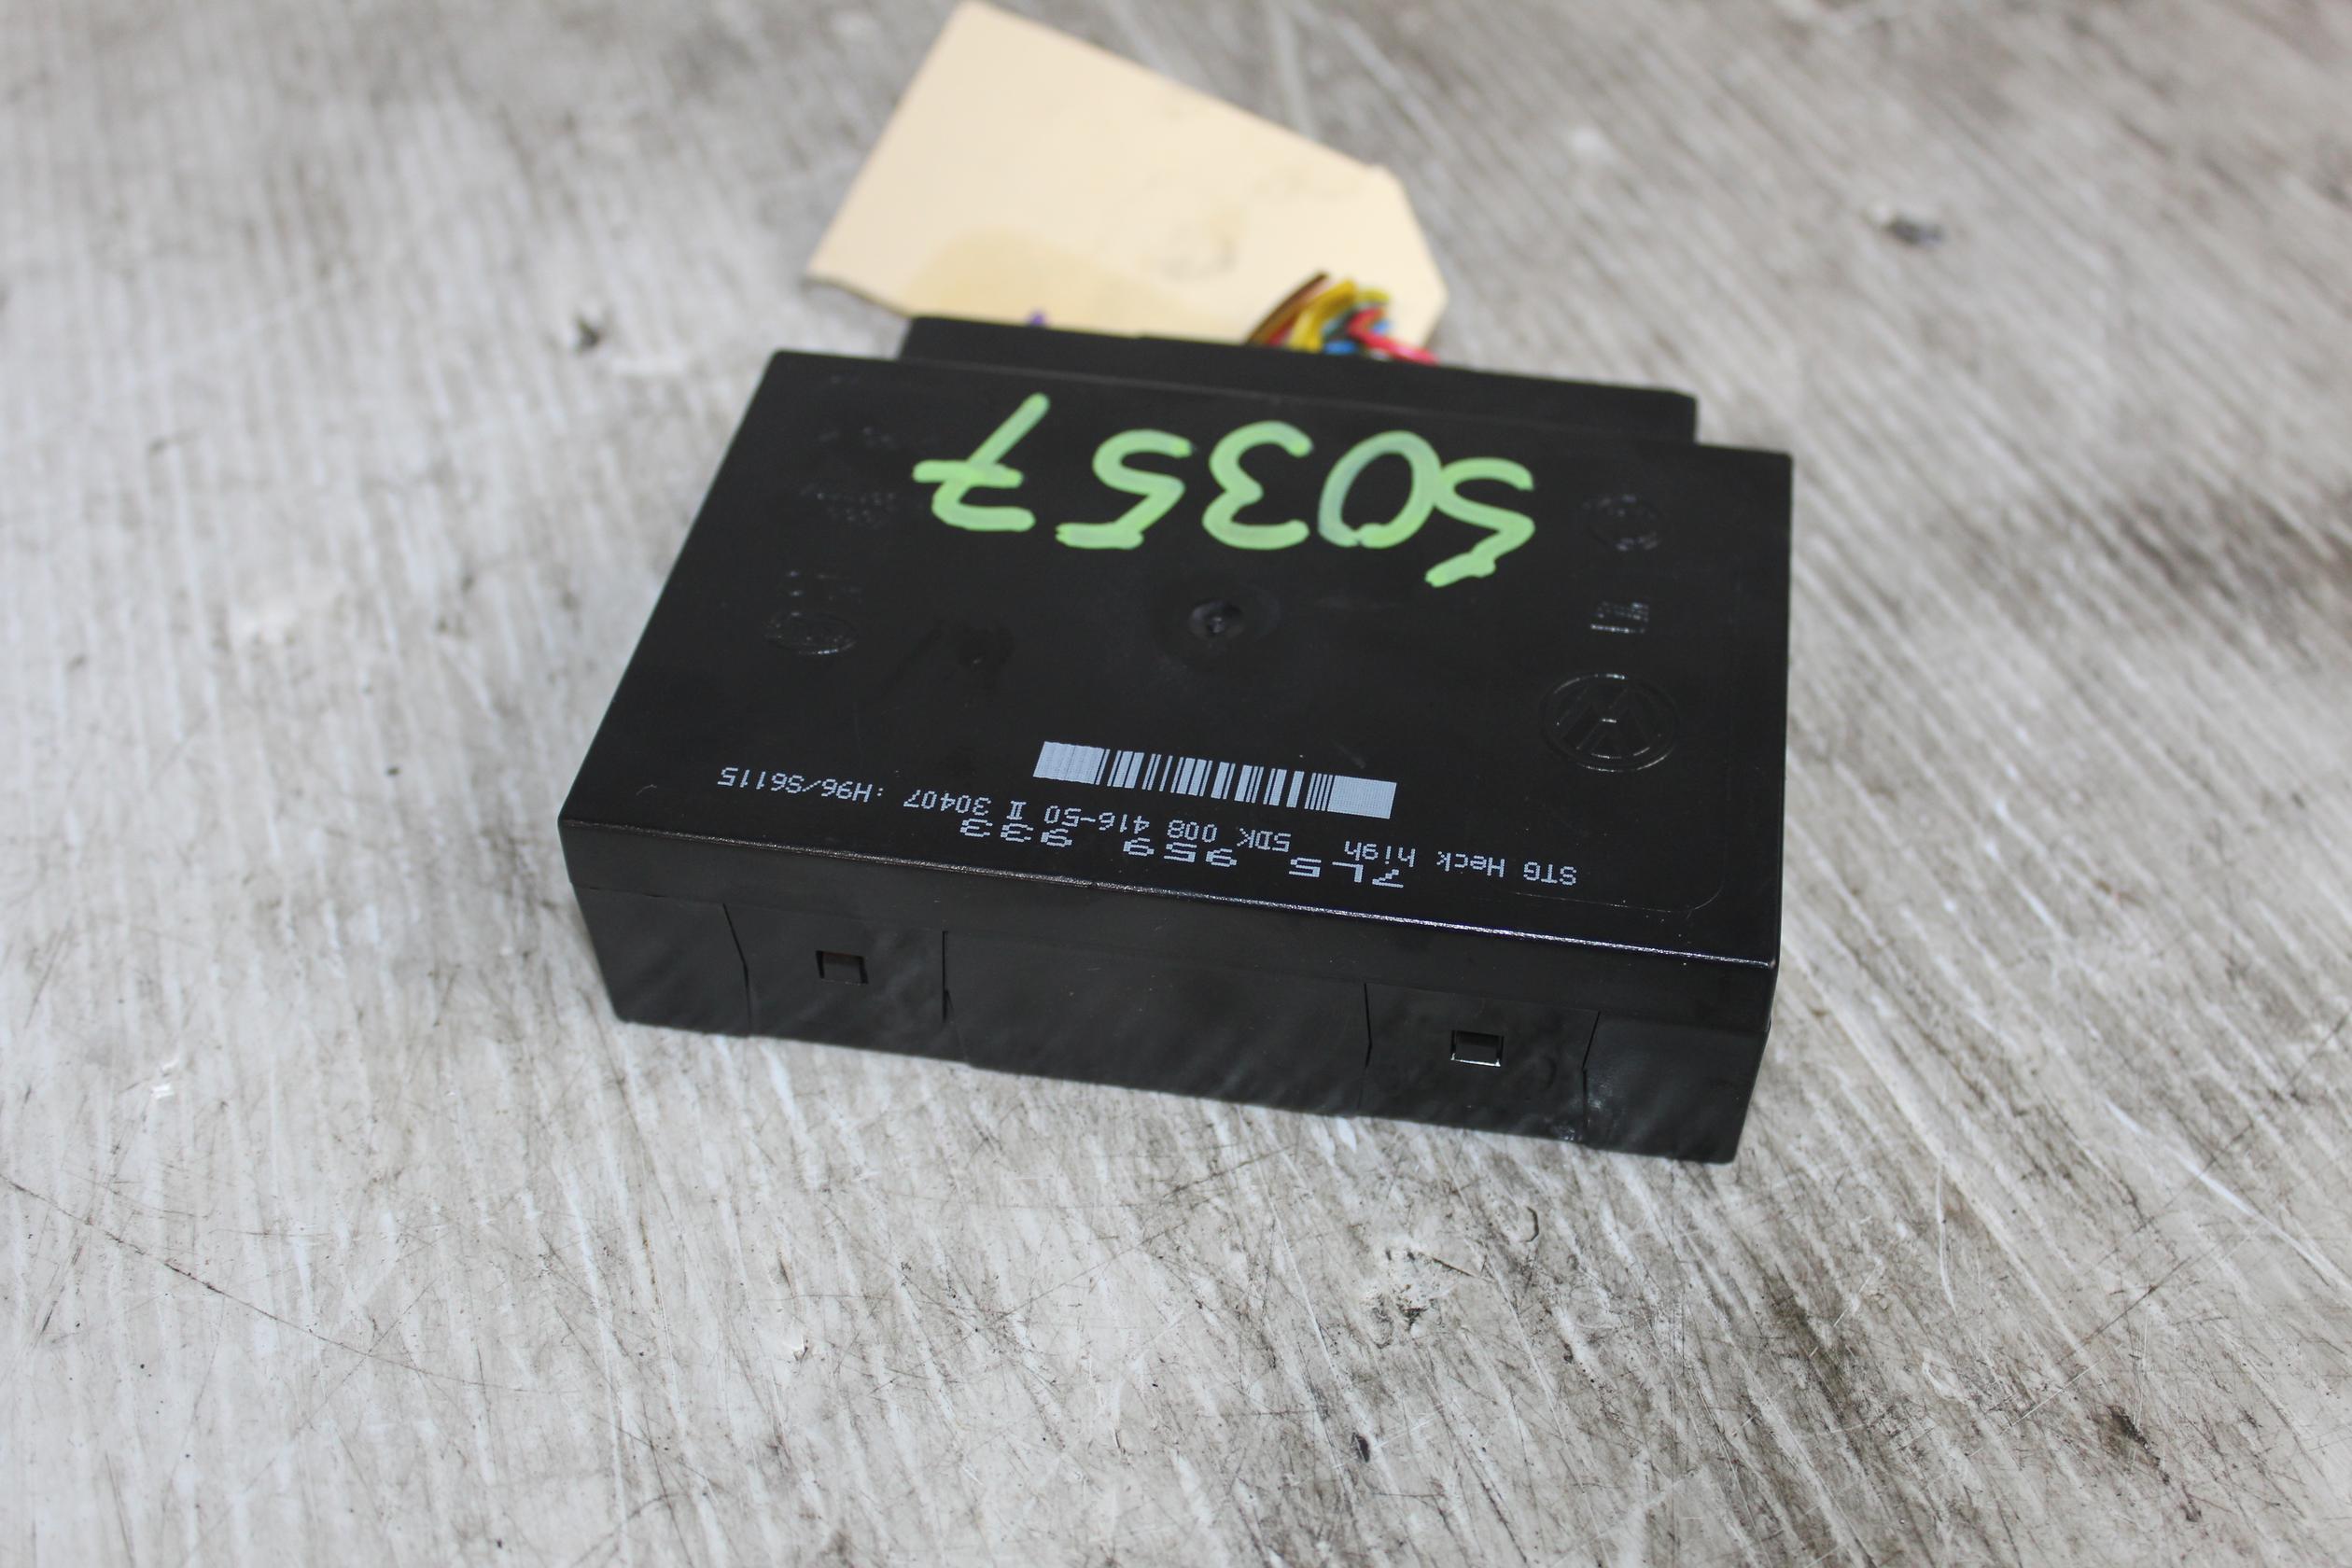 7L5 959 933
STG Heck high 5DK 008 416-50 II 30407 :H96/S6115
50357